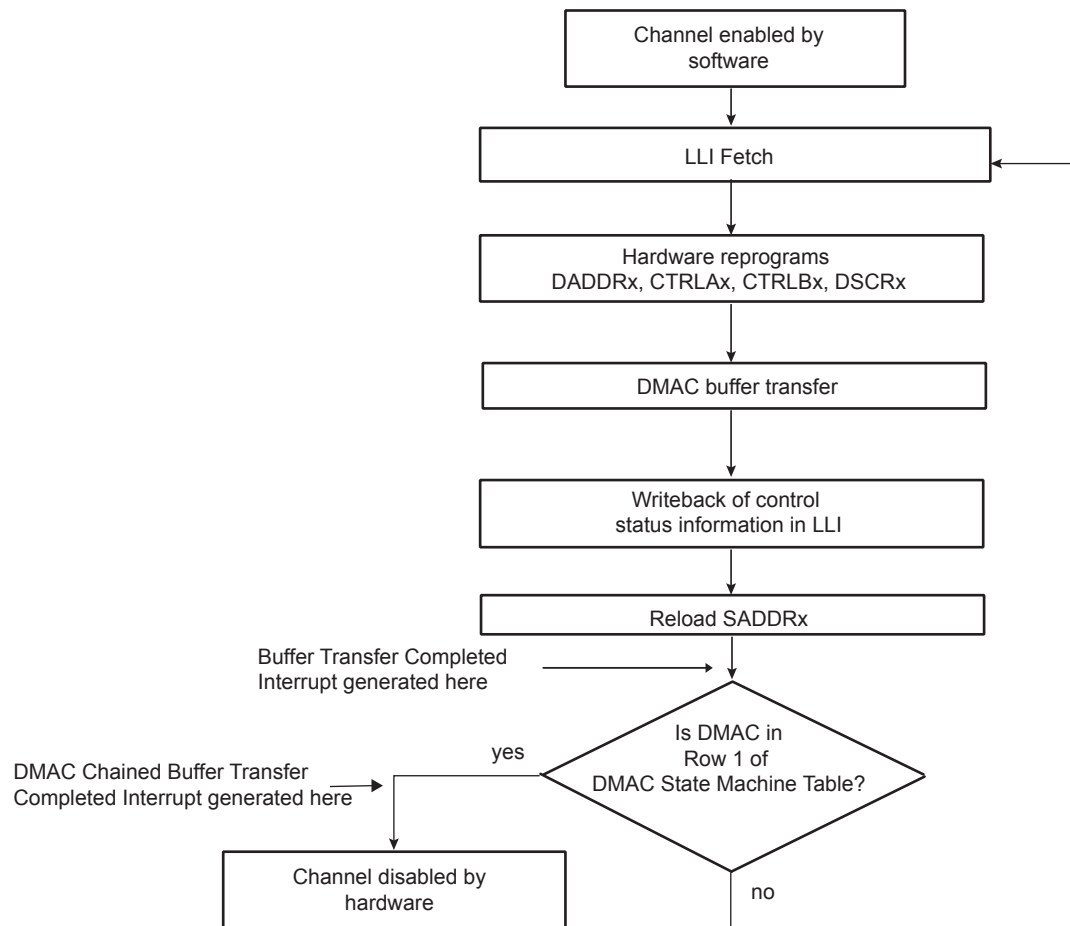 Channel enabled by
software
LLI Fetch
Hardware reprograms
DADDRx, CTRLAx, CTRLBx, DSCRx
DMAC buffer transfer
Writeback of control
status information in LLI
Reload SADDRx
Buffer Transfer Completed
Interrupt generated here
Is DMAC in
Row 1 of
DMAC State Machine Table?
yes
DMAC Chained Buffer Transfer
Completed Interrupt generated here
Channel disabled by
hardware
no